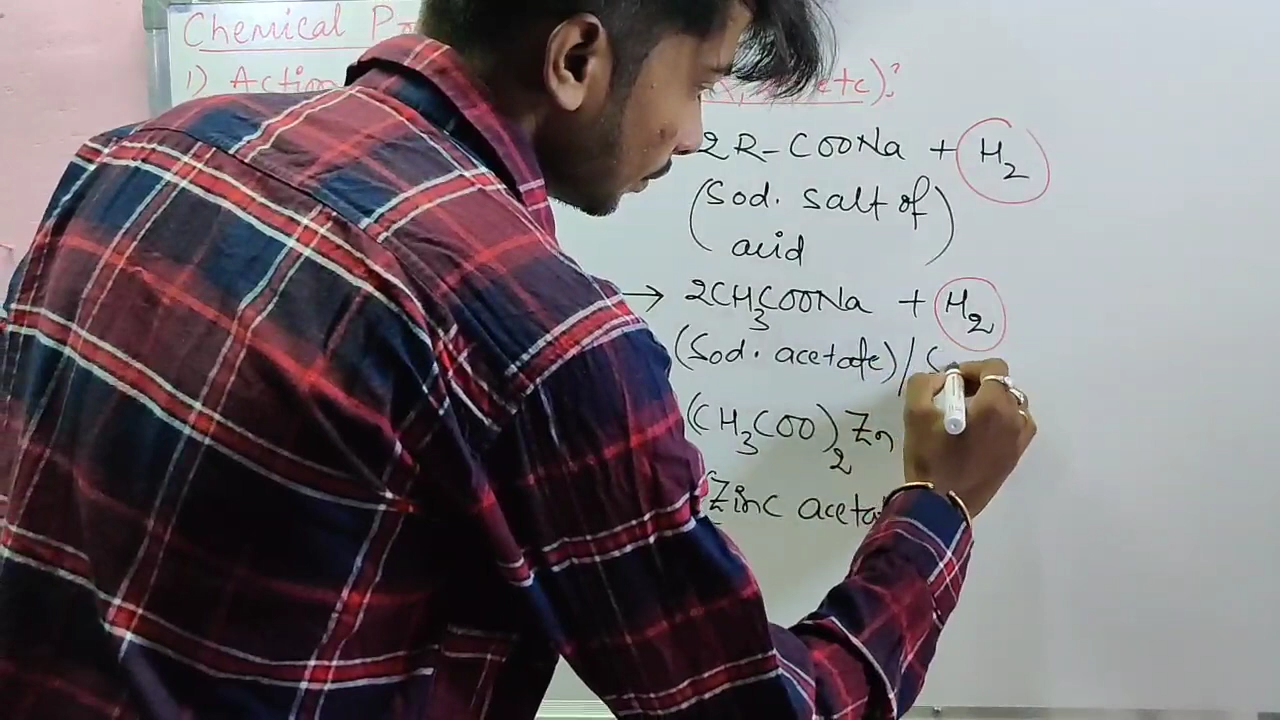 Chemical
1) Action etc):
2R-COONa + H2
(Sod. salt of
acid)
→ 2CH3COONa + H2
(Sod. acetate)/S
(CH3COO)2Zn
Zinc aceta